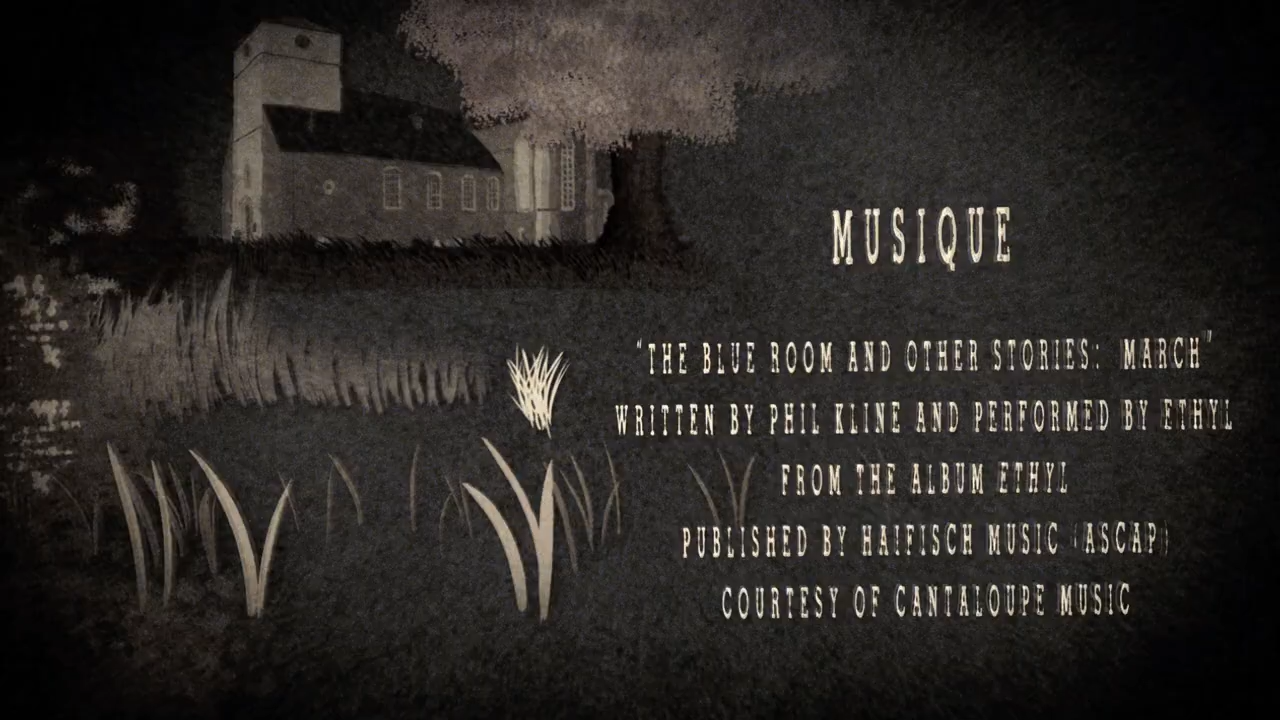 MUSIQUE
"THE BLUE ROOM AND OTHER STORIES: MARCH"
WRITTEN BY PHIL KLINE AND PERFORMED BY ETHYL
FROM THE ALBUM ETHYL
PUBLISHED BY HAIFISCH MUSIC (ASCAP)
COURTESY OF CANTALOUPE MUSIC